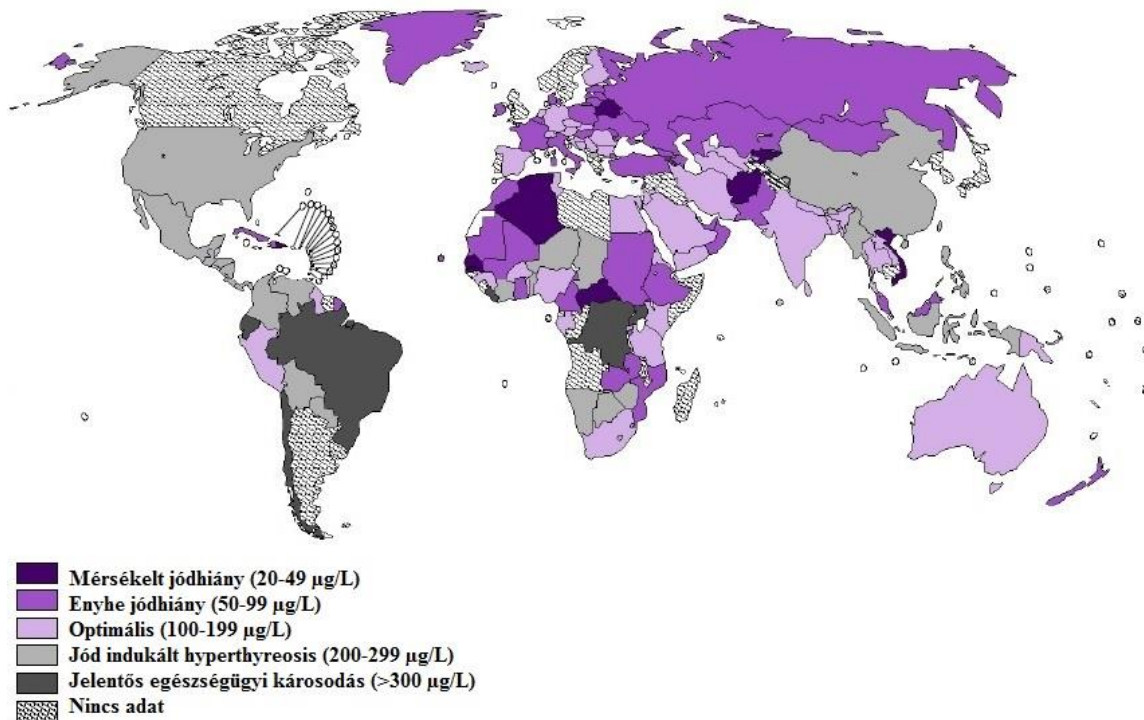 Mérsékelt jódhiány (20-49 µg/L)
Enyhe jódhiány (50-99 µg/L)
Optimális (100-199 µg/L)
Jód indukált hyperthyreosis (200-299 µg/L)
Jelentős egészségügyi károsodás (>300 µg/L)
Nincs adat